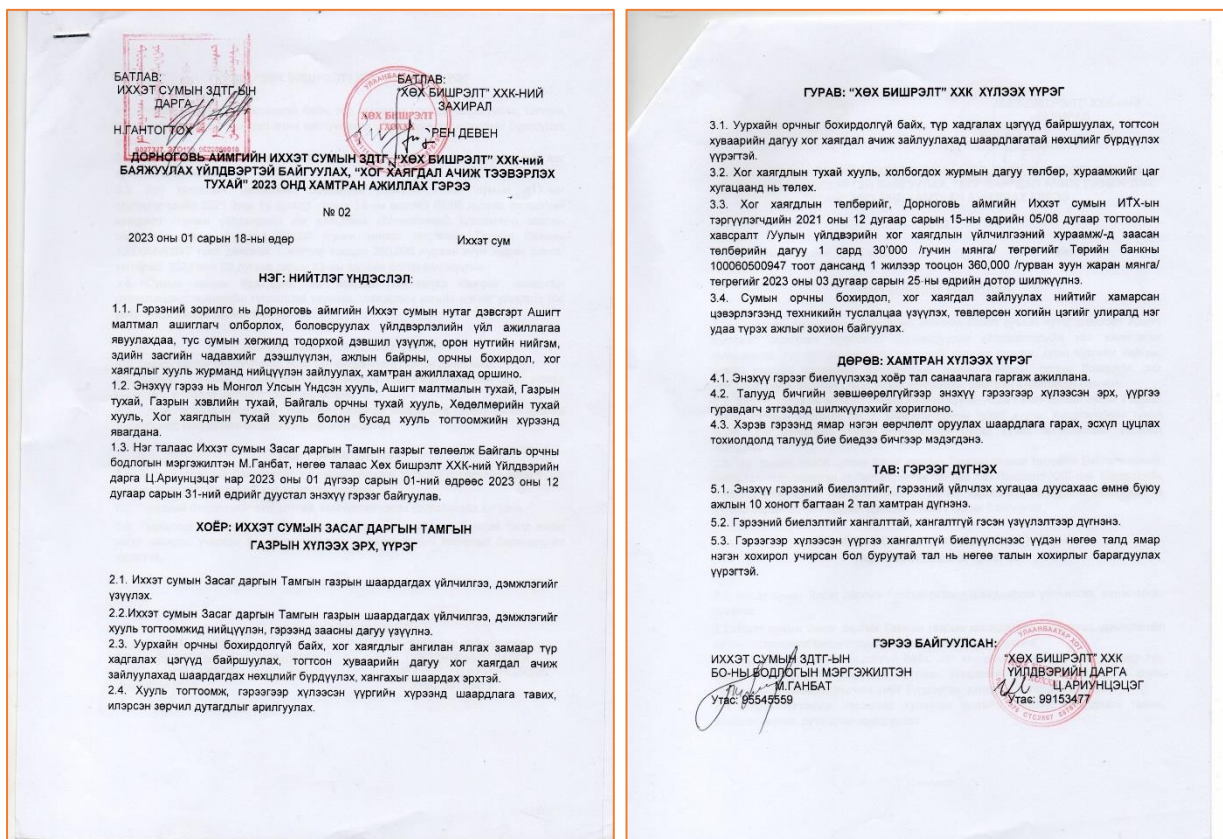 БАТЛАВ:
ИХХЭТ СУМЫН ЗДТГ-ЫН
ДАРГА
Н.ГАНТОГТОХ
БАТЛАВ:
"ХӨХ БИШРЭЛТ" ХХК-НИЙ
ЗАХИРАЛ
РЕН ДЕВЕН
ХӨХ БИШРЭЛТ
ДОРНОГОВЬ АЙМГИЙН ИХХЭТ СУМЫН ЗДТГ, "ХӨХ БИШРЭЛТ" ХХК-ний
БАЯЖУУЛАХ ҮЙЛДВЭРТЭЙ БАЙГУУЛАХ, "ХОГ ХАЯГДАЛ АЧИЖ ТЭЭВЭРЛЭХ
ТУХАЙ" 2023 ОНД ХАМТРАН АЖИЛЛАХ ГЭРЭЭ
№ 02
2023 оны 01 сарын 18-ны өдөр Иххэт сум
НЭГ: НИЙТЛЭГ ҮНДЭСЛЭЛ:
1.1. Гэрээний зорилго нь Дорноговь аймгийн Иххэт сумын нутаг дэвсгэрт Ашигт
малтмал ашиглагч олборлох, боловсруулах үйлдвэрлэлийн үйл ажиллагаа
явуулахдаа, тус сумын хөгжилд тодорхой дэвшил үзүүлж, орон нутгийн нийгэм,
эдийн засгийн чадавхийг дээшлүүлэн, ажлын байрны, орчны бохирдол, хог
хаягдлыг хууль журманд нийцүүлэн зайлуулах, хамтран ажиллахад оршино.
1.2. Энэхүү гэрээ нь Монгол Улсын Үндсэн хууль, Ашигт малтмалын тухай, Газрын
тухай, Газрын хэвлийн тухай, Байгаль орчны тухай хууль, Хөдөлмөрийн тухай
хууль, Хог хаягдлын тухай хууль болон бусад хууль тогтоомжийн хүрээнд
явагдана.
1.3. Нэг талаас Иххэт сумын Засаг даргын Тамгын газрыг төлөөлж Байгаль орчны
бодлогын мэргэжилтэн М.Ганбат, нөгөө талаас Хөх бишрэлт ХХК-ний Үйлдвэрийн
дарга Ц.Ариунцэцэг нар 2023 оны 01 дүгээр сарын 01-ний өдрөөс 2023 оны 12
дугаар сарын 31-ний өдрийг дуустал энэхүү гэрээг байгуулав.
ХОЁР: ИХХЭТ СУМЫН ЗАСАГ ДАРГЫН ТАМГЫН
ГАЗРЫН ХҮЛЭЭХ ЭРХ, ҮҮРЭГ
2.1. Иххэт сумын Засаг даргын Тамгын газрын шаардагдах үйлчилгээ, дэмжлэгийг
үзүүлэх.
2.2.Иххэт сумын Засаг даргын Тамгын газрын шаардагдах үйлчилгээ, дэмжлэгийг
хууль тогтоомжид нийцүүлэн, гэрээнд заасны дагуу үзүүлнэ.
2.3. Уурхайн орчны бохирдолгүй байх, хог хаягдлыг ангилан ялгах замаар түр
хадгалах цэгүүд байршуулах, тогтсон хуваарийн дагуу хог хаягдал ачиж
зайлуулахад шаардагдах нөхцлийг бүрдүүлэх, хангахыг шаардах эрхтэй.
2.4. Хууль тогтоомж, гэрээгээр хүлээсэн үүргийн хүрээнд шаардлага тавих,
илэрсэн зөрчил дутагдлыг арилгуулах.
ГУРАВ: "ХӨХ БИШРЭЛТ" ХХК ХҮЛЭЭХ ҮҮРЭГ
3.1. Уурхайн орчныг бохирдолгүй байх, түр хадгалах цэгүүд байршуулах, тогтсон
хуваарийн дагуу хог хаягдал ачиж зайлуулахад шаардлагатай нөхцлийг бүрдүүлэх
үүрэгтэй.
3.2. Хог хаягдлын тухай хууль, холбогдох журмын дагуу төлбөр, хураамжийг цаг
хугацаанд нь төлөх.
3.3. Хог хаягдлын төлбөрийг, Дорноговь аймгийн Иххэт сумын ИТХ-ын
тэргүүлэгчдийн 2021 оны 12 дугаар сарын 15-ны өдрийн 05/08 дугаар тогтоолын
хавсралт /Уулын үйлдвэрийн хог хаягдлын үйлчилгээний хураамж/-д заасан
төлбөрийн дагуу 1 сард 30'000 /гучин мянга/ төгрөгийг Төрийн банкны
100060500947 тоот дансанд 1 жилээр тооцон 360,000 /гурван зуун жаран мянга/
төгрөгийг 2023 оны 03 дугаар сарын 25-ны өдрийн дотор шилжүүлнэ.
3.4. Сумын орчны бохирдол, хог хаягдал зайлуулах нийтийг хамарсан
цэвэрлэгээнд техникийн туслалцаа үзүүлэх, төвлөрсөн хогийн цэгийг улиралд нэг
удаа түрэх ажлыг зохион байгуулах.
ДӨРӨВ: ХАМТРАН ХҮЛЭЭХ ҮҮРЭГ
4.1. Энэхүү гэрээг биелүүлэхэд хоёр тал санаачлага гаргаж ажиллана.
4.2. Талууд бичгийн зөвшөөрөлгүйгээр энэхүү гэрээгээр хүлээсэн эрх, үүргээ
гуравдагч этгээдэд шилжүүлэхийг хориглоно.
4.3. Хэрэв гэрээнд ямар нэгэн өөрчлөлт оруулах шаардлага гарах, эсхүл цуцлах
тохиолдолд талууд бие биедээ бичгээр мэдэгдэнэ.
ТАВ: ГЭРЭЭГ ДҮГНЭХ
5.1. Энэхүү гэрээний биелэлтийг, гэрээний үйлчлэх хугацаа дуусахаас өмнө буюу
ажлын 10 хоногт багтаан 2 тал хамтран дүгнэнэ.
5.2. Гэрээний биелэлтийг хангалттай, хангалтгүй гэсэн үзүүлэлтээр дүгнэнэ.
5.3. Гэрээгээр хүлээсэн үүргээ хангалтгүй биелүүлснээс үүдэн нөгөө талд ямар
нэгэн хохирол учирсан бол буруутай тал нь нөгөө талын хохирлыг барагдуулах
үүрэгтэй.
ГЭРЭЭ БАЙГУУЛСАН:
ИХХЭТ СУМЫН ЗДТГ-ЫН
БО-НЫ БОДЛОГЫН МЭРГЭЖИЛТЭН
М.ГАНБАТ
Утас: 95545559
"ХӨХ БИШРЭЛТ" ХХК
ҮЙЛДВЭРИЙН ДАРГА
Ц.АРИУНЦЭЦЭГ
Утас: 99153477